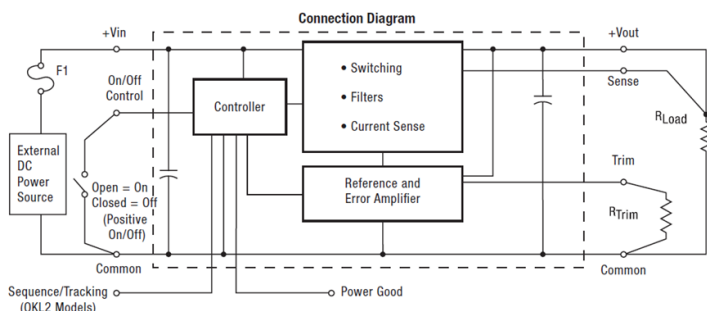 Connection Diagram
+Vin
+Vout
F1
On/Off
Control
• Switching
• Filters
• Current Sense
Sense
Controller
RLoad
External
DC
Power
Source
Open = On
Closed = Off
(Positive
On/Off)
Reference and
Error Amplifier
Trim
RTrim
Common
Common
Sequence/Tracking
(OKL2 Models)
Power Good